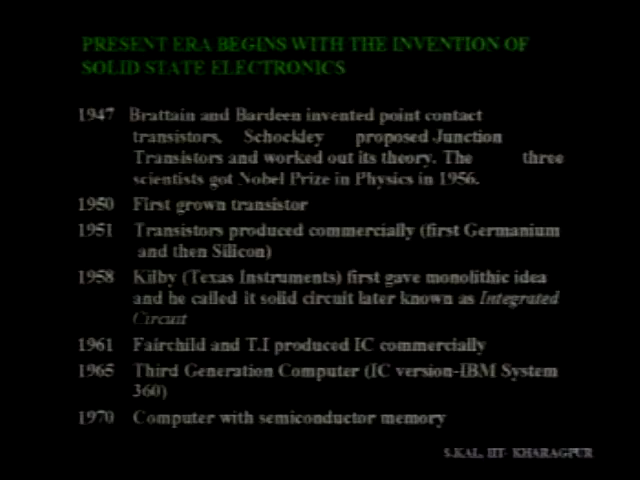 PRESENT ERA BEGINS WITH THE INVENTION OF
SOLID STATE ELECTRONICS
1947 Brattain and Bardeen invented point contact
transistors, Schockley proposed Junction
Transistors and worked out its theory. The three
scientists got Nobel Prize in Physics in 1956.
1950 First grown transistor
1951 Transistors produced commercially (first Germanium
and then Silicon)
1958 Kilby (Texas Instruments) first gave monolithic idea
and he called it solid circuit later known as Integrated
Circuit
1961 Fairchild and T.I produced IC commercially
1965 Third Generation Computer (IC version-IBM System
360)
1970 Computer with semiconductor memory
S.KAL, IIT- KHARAGPUR